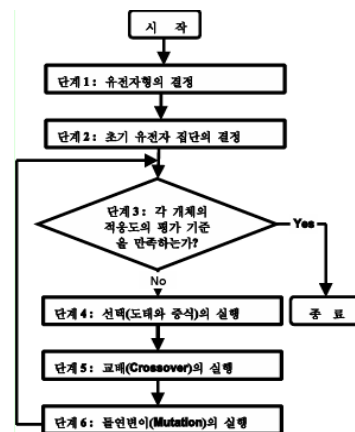 시 작
단계 1 : 유전자형의 결정
단계 2 : 초기 유전자 집단의 결정
단계 3 : 각 개체의
적응도의 평가 기준
을 만족하는가?
Yes
No
단계 4 : 선택(도태와 증식)의 실행
종 료
단계 5 : 교배(Crossover)의 실행
단계 6 : 돌연변이(Mutation)의 실행